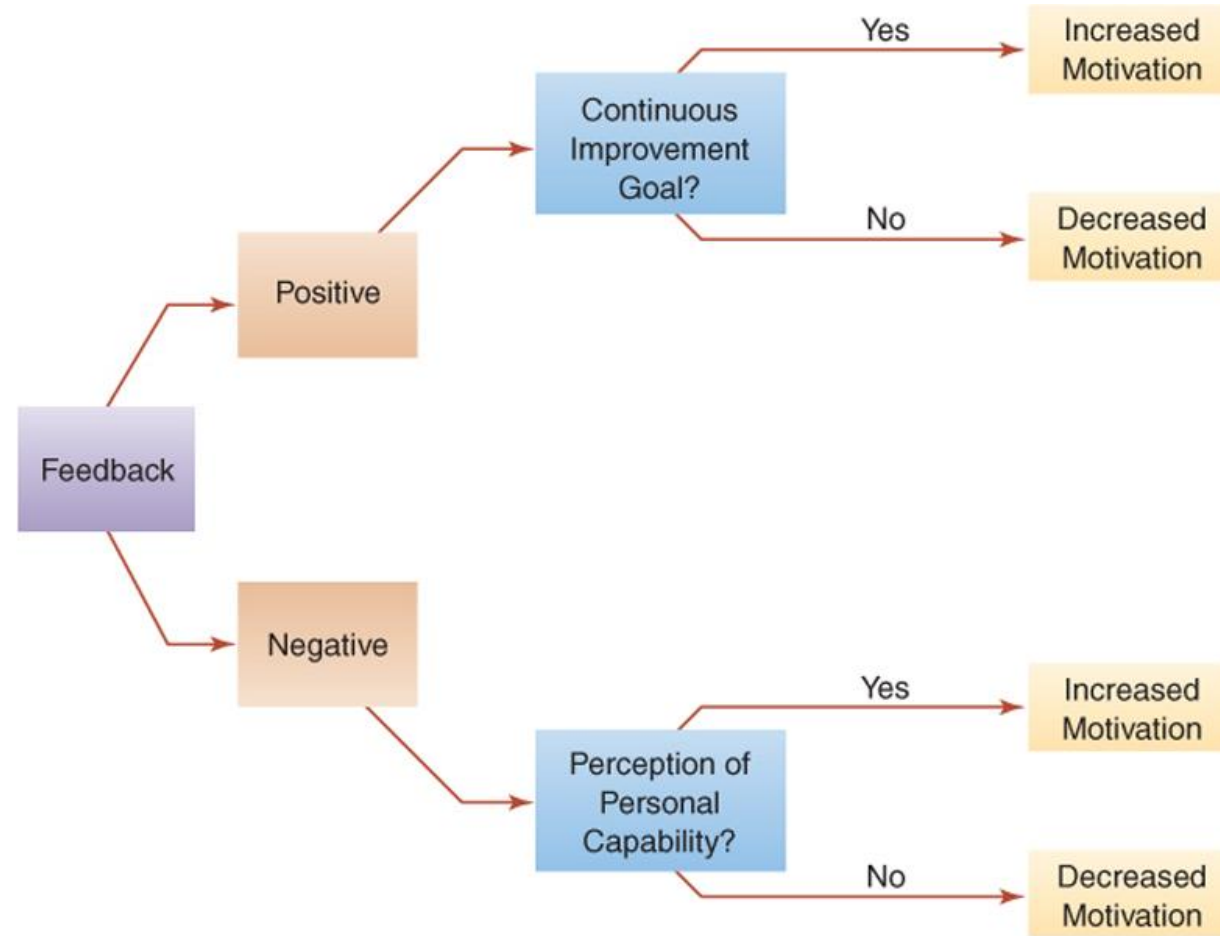 Yes
Increased
Motivation
Continuous
Improvement
Goal?
No
Decreased
Motivation
Positive
Feedback
Negative
Yes
Increased
Motivation
Perception of
Personal
Capability?
No
Decreased
Motivation